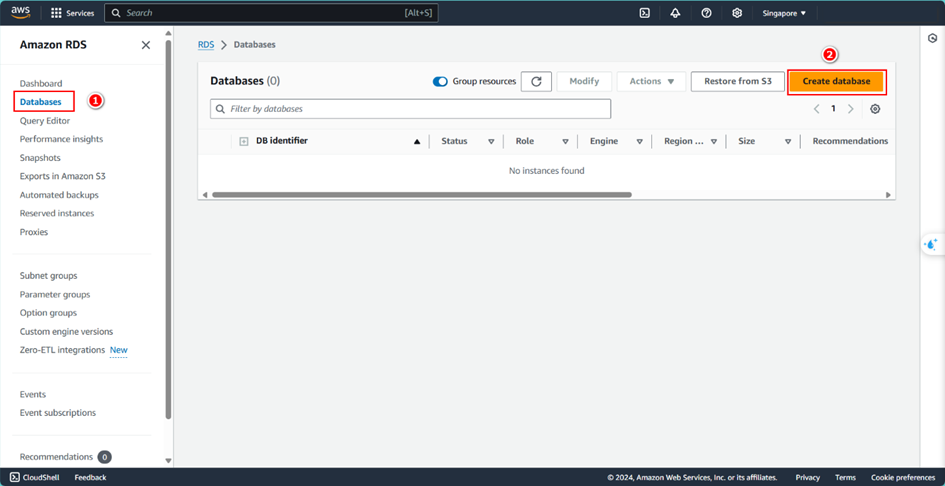 aws
Services
Search
[Alt+S]
Singapore
Amazon RDS
Dashboard
Databases
1
Query Editor
Performance insights
Snapshots
Exports in Amazon S3
Automated backups
Reserved instances
Proxies
Subnet groups
Parameter groups
Option groups
Custom engine versions
Zero-ETL integrations New
Events
Event subscriptions
Recommendations 0
RDS > Databases
2
Databases (0)
Group resources
Modify
Actions
Restore from S3
Create database
Filter by databases
1
DB identifier
Status
Role
Engine
Region ...
Size
Recommendations
No instances found
CloudShell
Feedback
© 2024, Amazon Web Services, Inc. or its affiliates.
Privacy
Terms
Cookie preferences